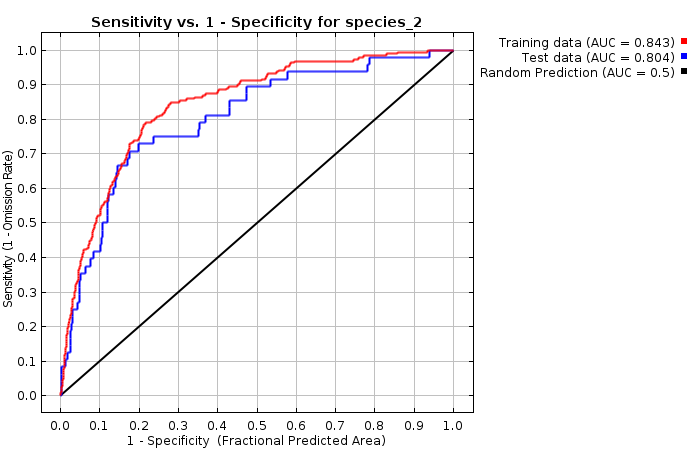 Sensitivity vs. 1 - Specificity for species_2
Training data (AUC = 0.843)
Test data (AUC = 0.804)
Random Prediction (AUC = 0.5)
Sensitivity (1 - Omission Rate)
1.0
0.9
0.8
0.7
0.6
0.5
0.4
0.3
0.2
0.1
0.0
0.0 0.1 0.2 0.3 0.4 0.5 0.6 0.7 0.8 0.9 1.0
1 - Specificity (Fractional Predicted Area)